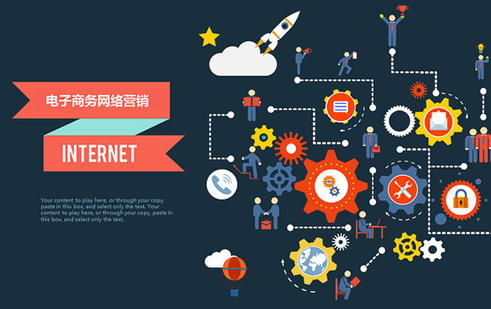 电子商务网络营销
INTERNET
Your content to play here, or through your copy,
paste in this box, and select only the text. Your
content to play here, or through your copy, paste in
this box, and select only the text.